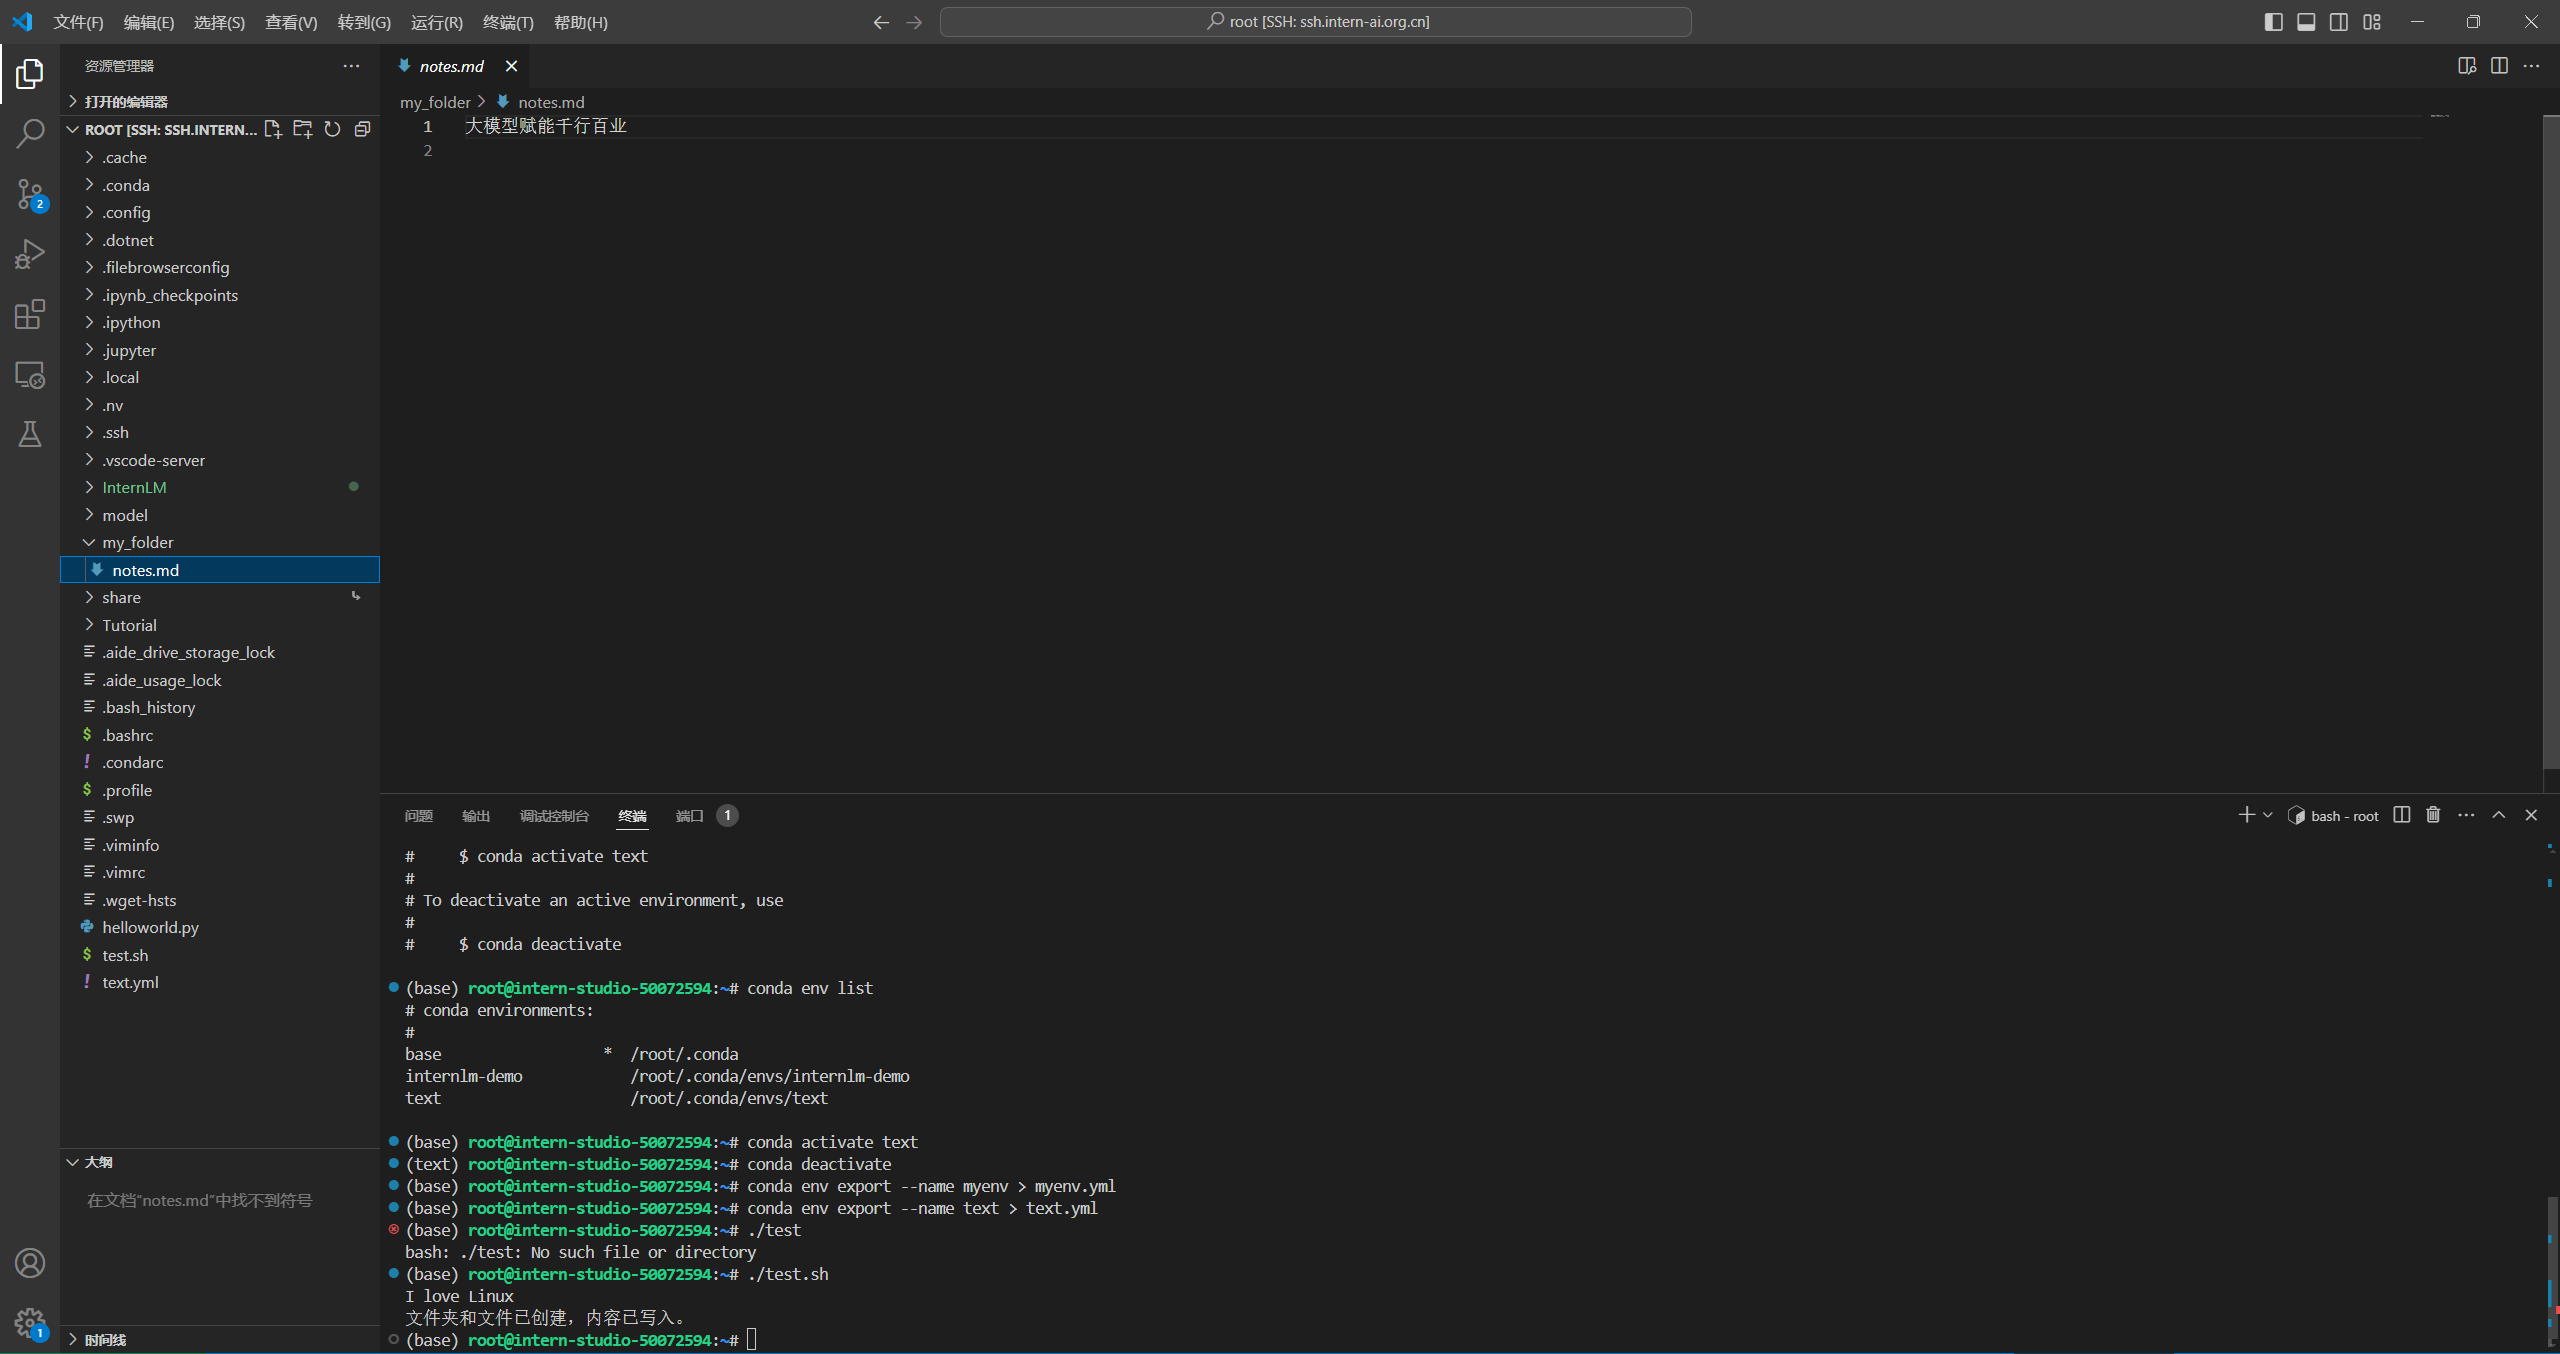 文件(F) 编辑(E) 选择(S) 查看(V) 转到(G) 运行(R) 终端(T) 帮助(H)
root [SSH: ssh.intern-ai.org.cn]
资源管理器
打开的编辑器
ROOT [SSH: SSH.INTERN...
.cache
.conda
.config
.dotnet
.filebrowserconfig
.ipynb_checkpoints
.ipython
.jupyter
.local
.nv
.ssh
.vscode-server
InternLM
model
my_folder
notes.md
share
Tutorial
.aide_drive_storage_lock
.aide_usage_lock
.bash_history
$ .bashrc
! .condarc
$ .profile
.swp
.viminfo
.vimrc
.wget-hsts
helloworld.py
$ test.sh
! text.yml
大纲
在文档"notes.md"中找不到符号
时间线
2
1
notes.md
my_folder > notes.md
1 大模型赋能千行百业
2
问题 输出 调试控制台 终端 端口 1
bash - root
#     $ conda activate text
#
# To deactivate an active environment, use
#
#     $ conda deactivate
(base) root@intern-studio-50072594:~# conda env list
# conda environments:
#
base                  *  /root/.conda
internlm-demo            /root/.conda/envs/internlm-demo
text                     /root/.conda/envs/text
(base) root@intern-studio-50072594:~# conda activate text
(text) root@intern-studio-50072594:~# conda deactivate
(base) root@intern-studio-50072594:~# conda env export --name myenv > myenv.yml
(base) root@intern-studio-50072594:~# conda env export --name text > text.yml
(base) root@intern-studio-50072594:~# ./test
bash: ./test: No such file or directory
(base) root@intern-studio-50072594:~# ./test.sh
I love Linux
文件夹和文件已创建，内容已写入。
(base) root@intern-studio-50072594:~#